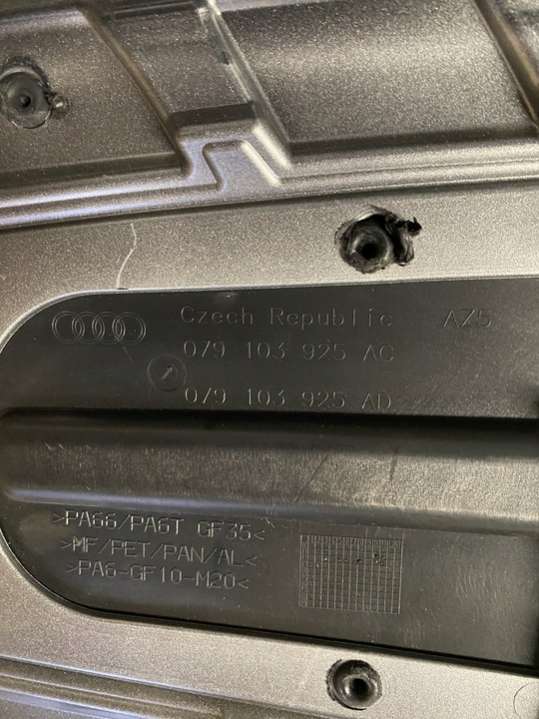 Czech Republic AZ5
079 103 925 AC
079 103 925 AD
>PA66/PA6T GF35<
>MF/PET/PAN/AL<
>PA6-GF10-M20<